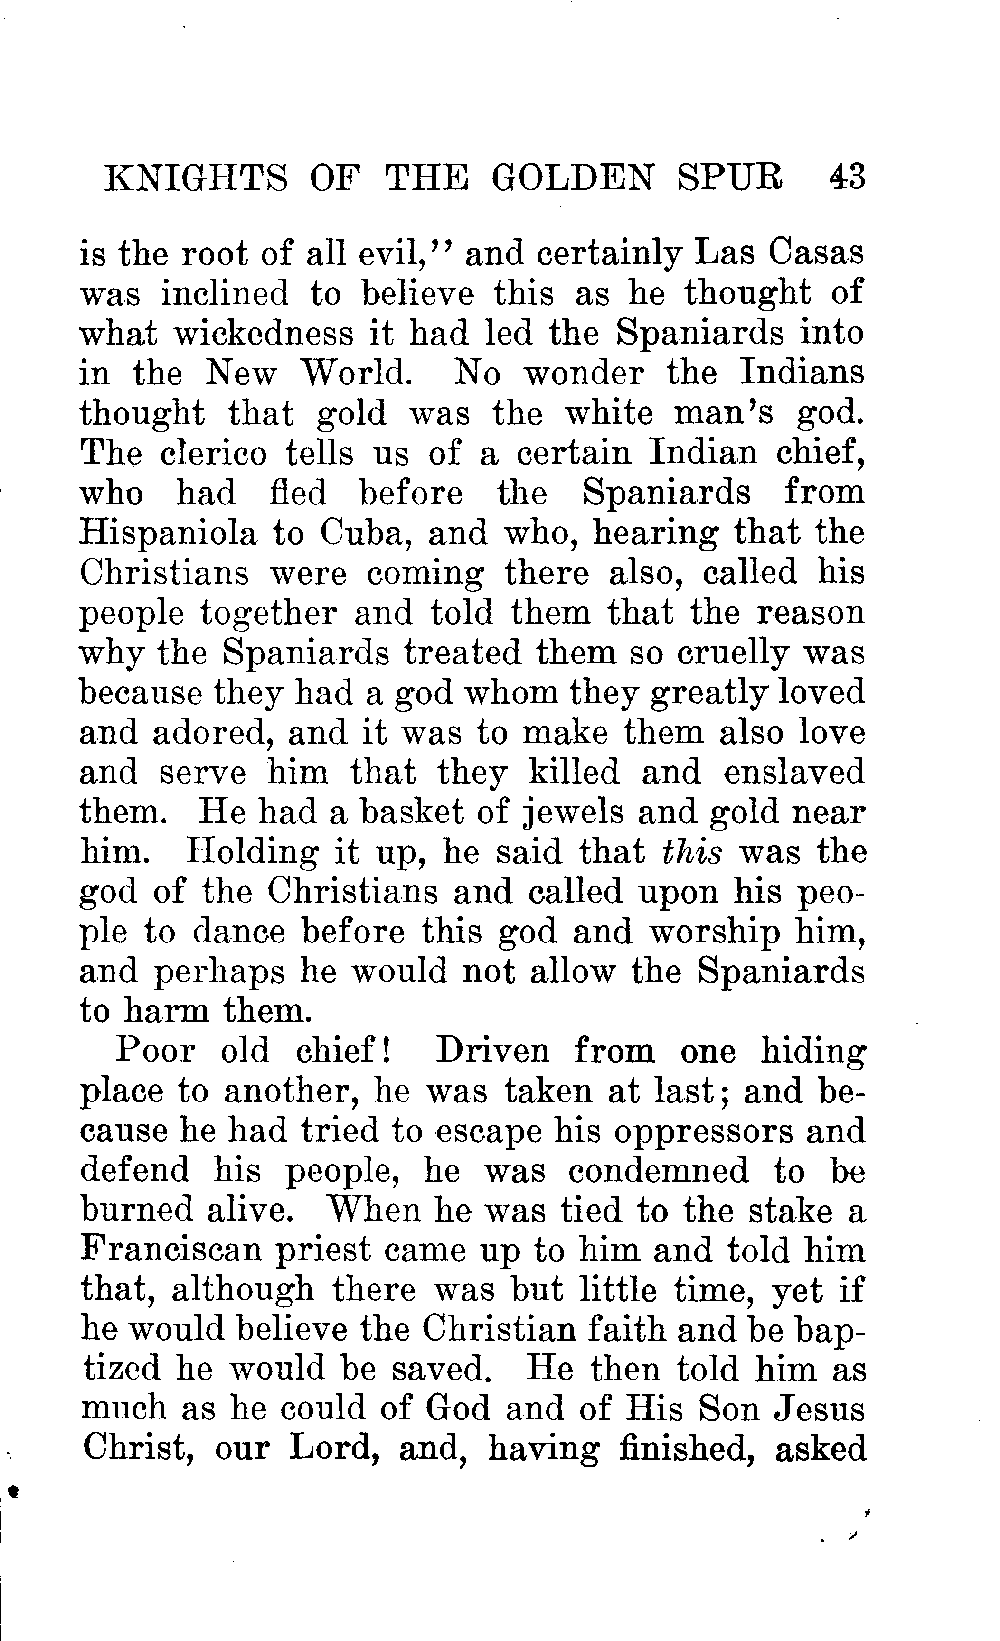 KNIGHTS OF THE GOLDEN SPUR 43
is the root of all evil,'' and certainly Las Casas
was inclined to believe this as he thought of
what wickedness it had led the Spaniards into
in the New World. No wonder the Indians
thought that gold was the white man's god.
The clerico tells us of a certain Indian chief,
who had fled before the Spaniards from
Hispaniola to Cuba, and who, hearing that the
Christians were coming there also, called his
people together and told them that the reason
why the Spaniards treated them so cruelly was
because they had a god whom they greatly loved
and adored, and it was to make them also love
and serve him that they killed and enslaved
them. He had a basket of jewels and gold near
him. Holding it up, he said that this was the
god of the Christians and called upon his peo-
ple to dance before this god and worship him,
and perhaps he would not allow the Spaniards
to harm them.
Poor old chief! Driven from one hiding
place to another, he was taken at last; and be-
cause he had tried to escape his oppressors and
defend his people, he was condemned to be
burned alive. When he was tied to the stake a
Franciscan priest came up to him and told him
that, although there was but little time, yet if
he would believe the Christian faith and be bap-
tized he would be saved. He then told him as
much as he could of God and of His Son Jesus
Christ, our Lord, and, having finished, asked